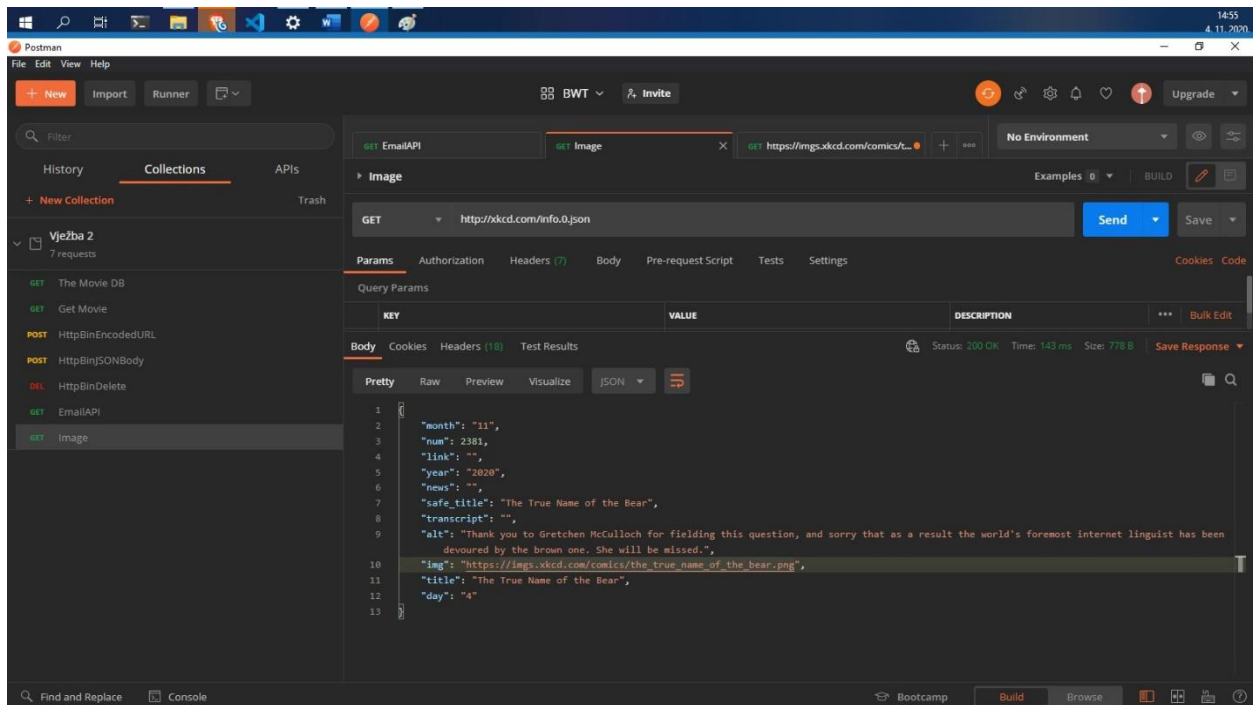 14:55
4. 11. 2020.
Postman
File Edit View Help
+ New Import Runner BWT Invite Upgrade
Filter
History Collections APIs
+ New Collection Trash
Vježba 2
7 requests
GET The Movie DB
GET Get Movie
POST HttpBinEncodedURL
POST HttpBinJSONBody
DEL HttpBinDelete
GET EmailAPI
GET Image
GET EmailAPI GET Image GET https://imgs.xkcd.com/comics/t... No Environment
Image Examples 0 BUILD
GET http://xkcd.com/info.0.json Send Save
Params Authorization Headers (7) Body Pre-request Script Tests Settings Cookies Code
Query Params
KEY VALUE DESCRIPTION Bulk Edit
Body Cookies Headers (18) Test Results Status: 200 OK Time: 143 ms Size: 778 B Save Response
Pretty Raw Preview Visualize JSON
1 {
2 "month": "11",
3 "num": 2381,
4 "link": "",
5 "year": "2020",
6 "news": "",
7 "safe_title": "The True Name of the Bear",
8 "transcript": "",
9 "alt": "Thank you to Gretchen McCulloch for fielding this question, and sorry that as a result the world's foremost internet linguist has been
devoured by the brown one. She will be missed.",
10 "img": "https://imgs.xkcd.com/comics/the_true_name_of_the_bear.png",
11 "title": "The True Name of the Bear",
12 "day": "4"
13 }
Find and Replace Console Bootcamp Build Browse